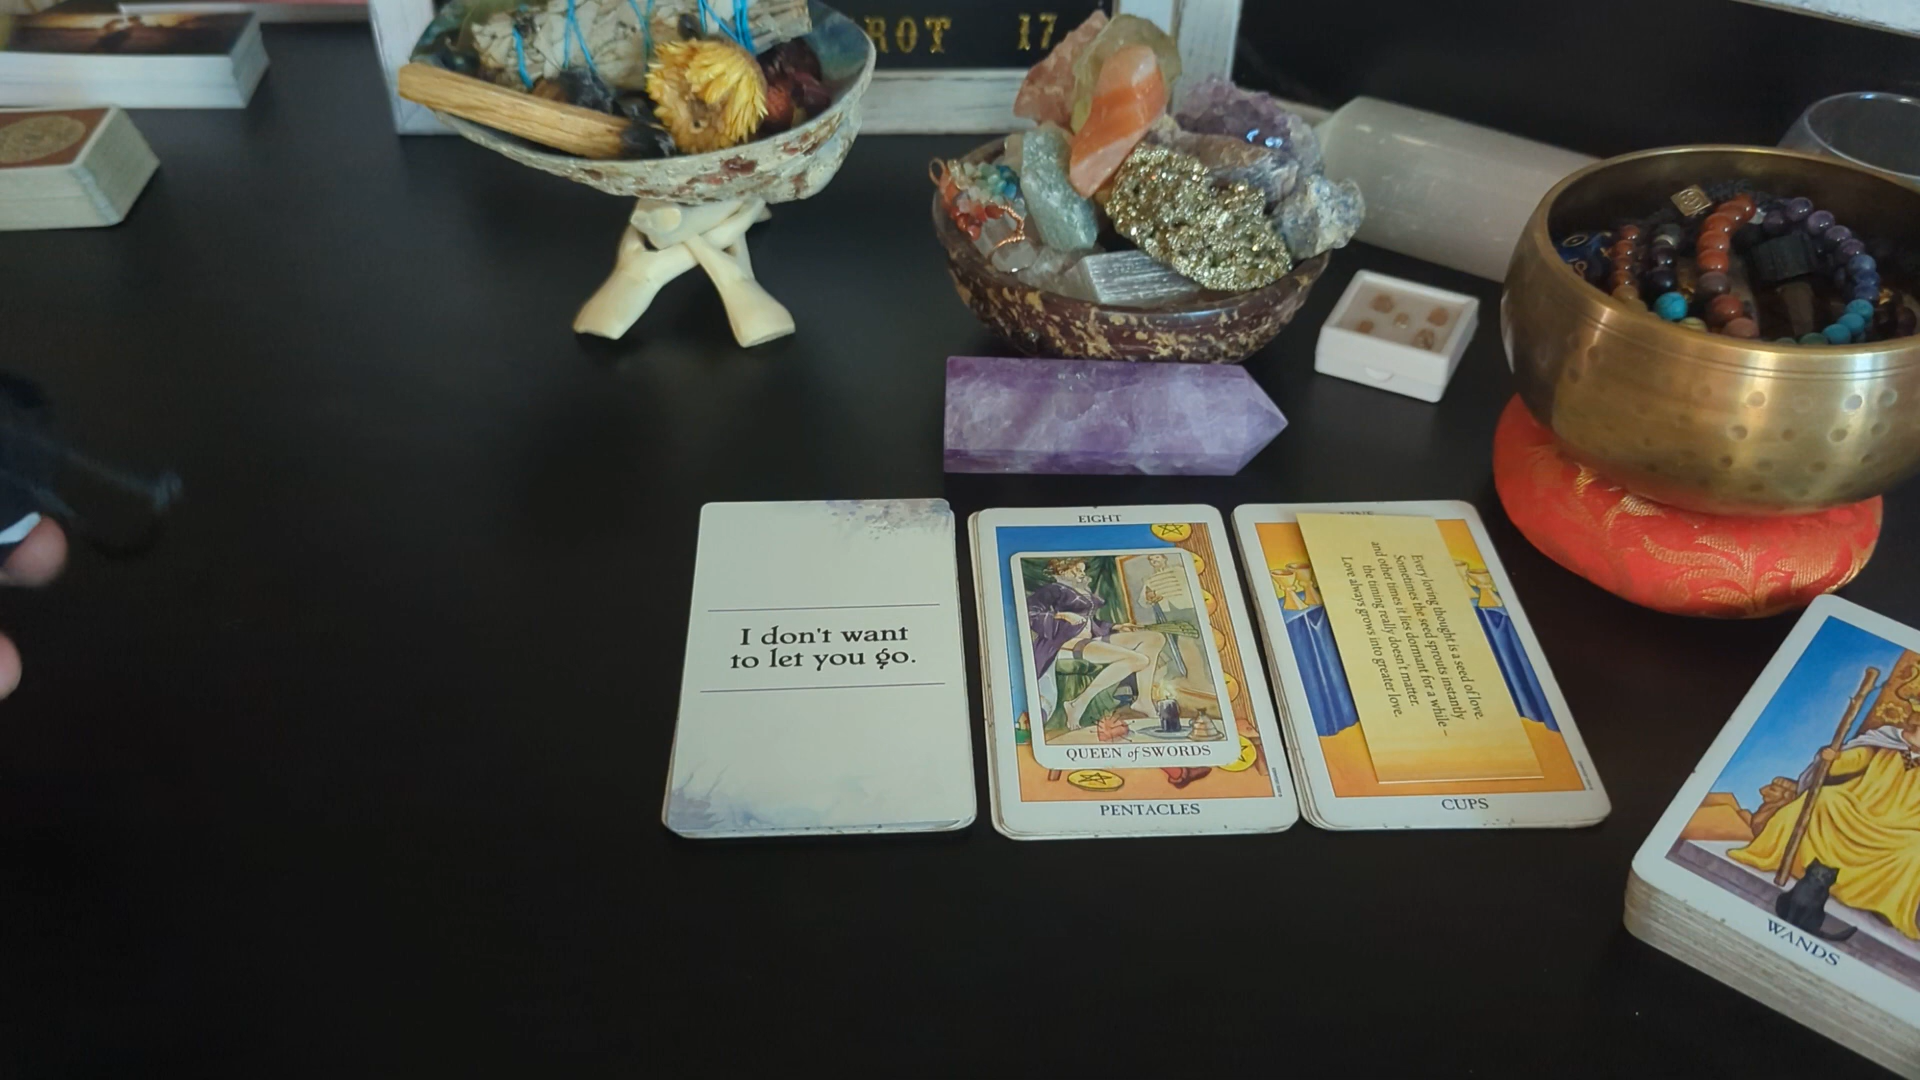 ROT 17
I don't want
to let you go.
EIGHT
QUEEN of SWORDS
PENTACLES
Every loving thought is a seed of love.
Sometimes the seed sprouts instantly
and other times it lies dormant for a while –
the timing really doesn't matter.
Love always grows into greater love.
CUPS
WANDS